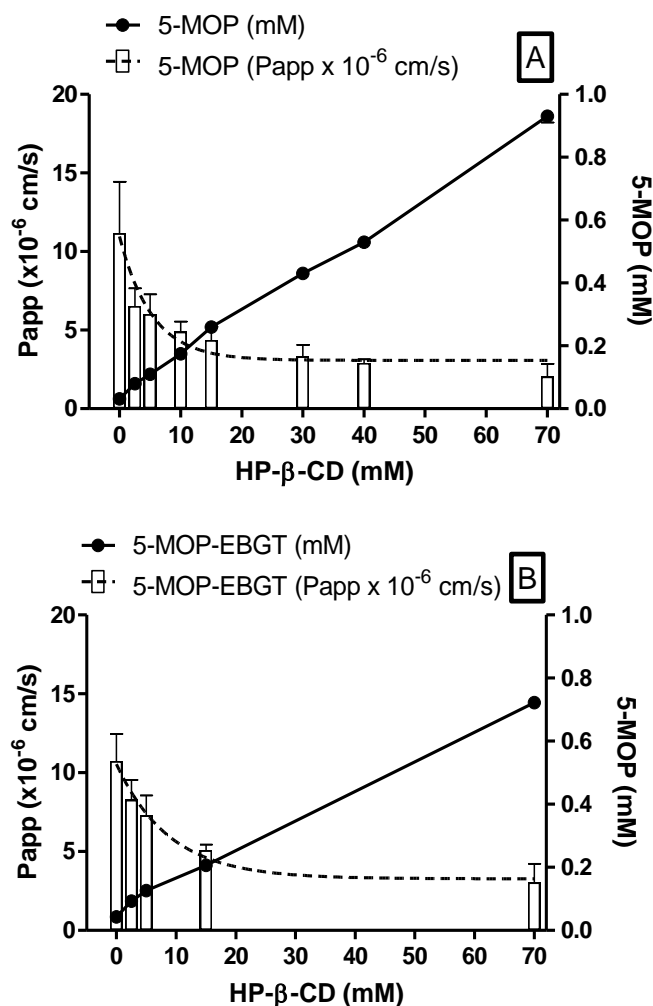 5-MOP (mM)
5-MOP (Papp x 10⁻⁶ cm/s)
A
20
15
10
5
0
Papp (x10⁻⁶ cm/s)
1.0
0.8
0.6
0.4
0.2
0.0
5-MOP (mM)
0 10 20 30 40 50 60 70
HP-β-CD (mM)
5-MOP-EBGT (mM)
5-MOP-EBGT (Papp x 10⁻⁶ cm/s)
B
20
15
10
5
0
Papp (x10⁻⁶ cm/s)
1.0
0.8
0.6
0.4
0.2
0.0
5-MOP (mM)
0 10 20 30 40 50 60 70
HP-β-CD (mM)